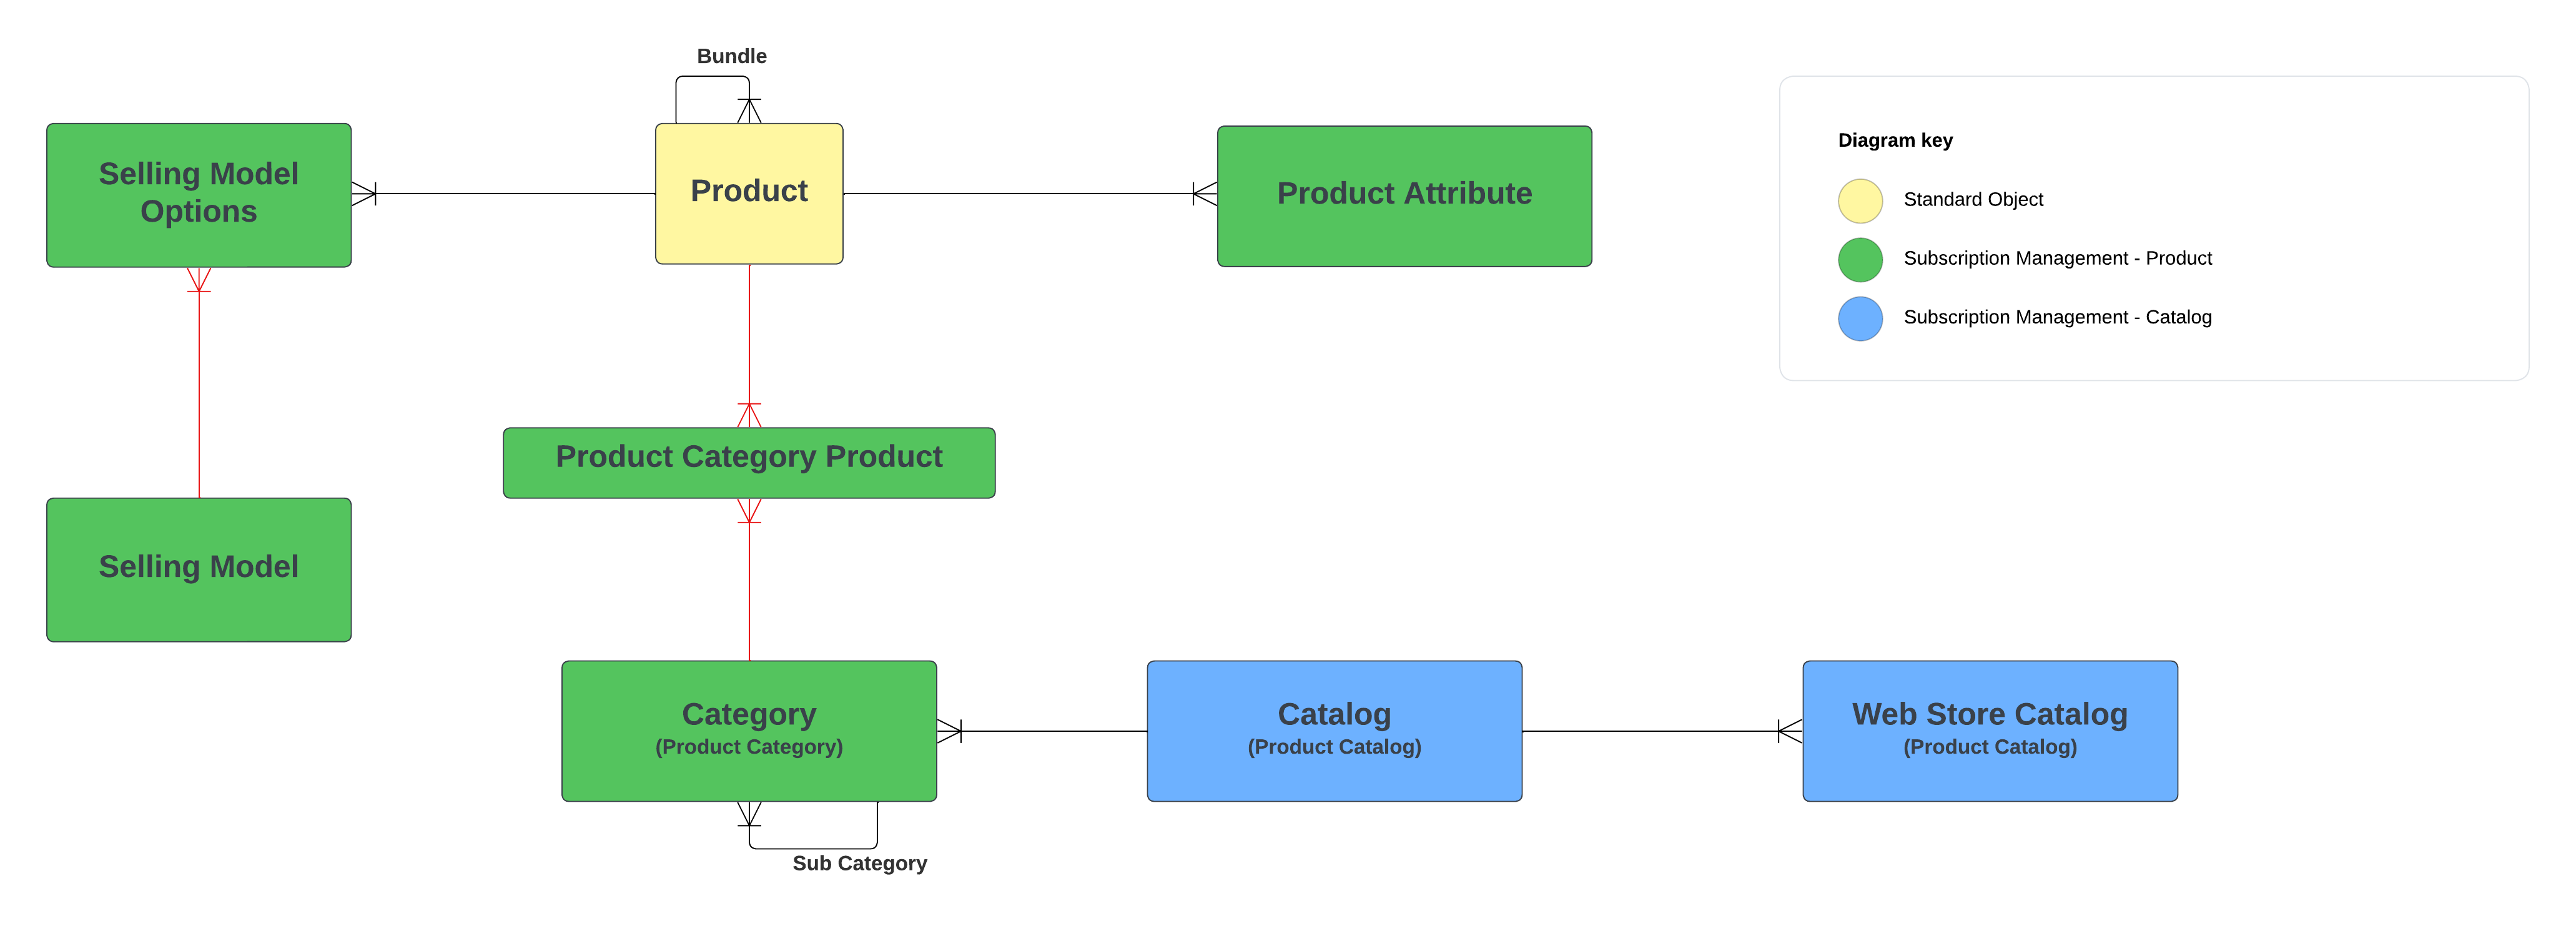 Bundle
Selling Model
Options
Product
Product Attribute
Diagram key
Standard Object
Subscription Management - Product
Subscription Management - Catalog
Product Category Product
Selling Model
Category
(Product Category)
Catalog
(Product Catalog)
Web Store Catalog
(Product Catalog)
Sub Category